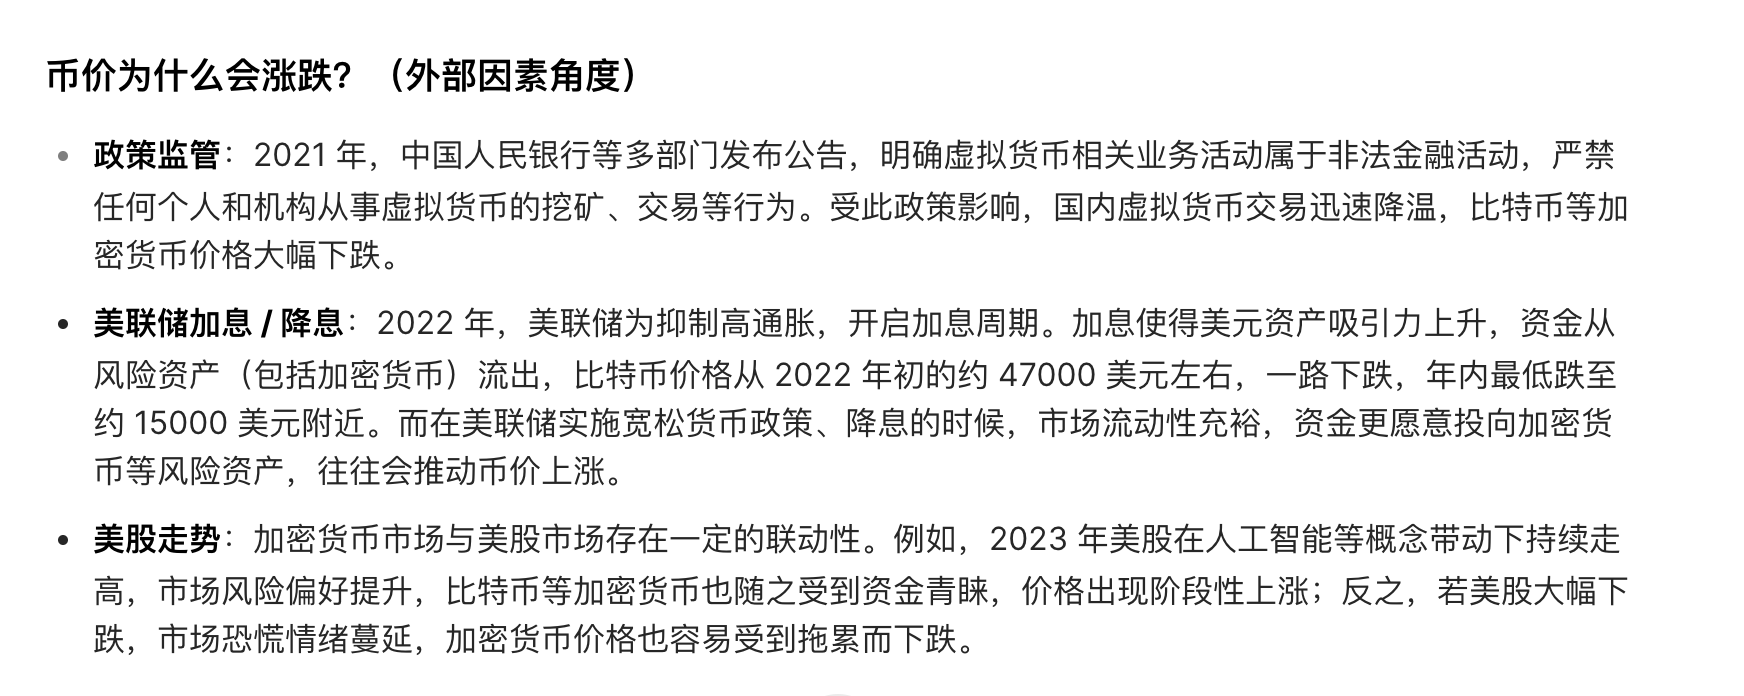 币价为什么会涨跌？（外部因素角度）
• 政策监管：2021 年，中国人民银行等多部门发布公告，明确虚拟货币相关业务活动属于非法金融活动，严禁
任何个人和机构从事虚拟货币的挖矿、交易等行为。受此政策影响，国内虚拟货币交易迅速降温，比特币等加
密货币价格大幅下跌。
• 美联储加息 / 降息：2022 年，美联储为抑制高通胀，开启加息周期。加息使得美元资产吸引力上升，资金从
风险资产（包括加密货币）流出，比特币价格从 2022 年初的约 47000 美元左右，一路下跌，年内最低跌至
约 15000 美元附近。而在美联储实施宽松货币政策、降息的时候，市场流动性充裕，资金更愿意投向加密货
币等风险资产，往往会推动币价上涨。
• 美股走势：加密货币市场与美股市场存在一定的联动性。例如，2023 年美股在人工智能等概念带动下持续走
高，市场风险偏好提升，比特币等加密货币也随之受到资金青睐，价格出现阶段性上涨；反之，若美股大幅下
跌，市场恐慌情绪蔓延，加密货币价格也容易受到拖累而下跌。